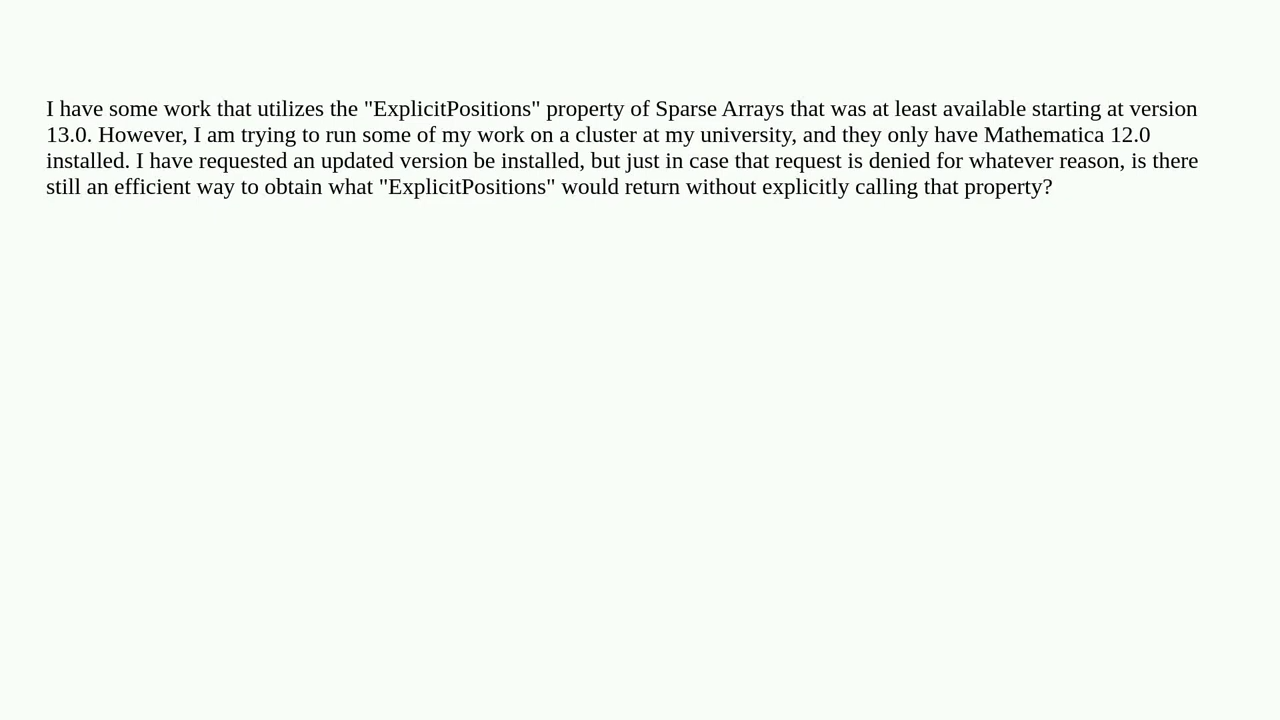 I have some work that utilizes the "ExplicitPositions" property of Sparse Arrays that was at least available starting at version
13.0. However, I am trying to run some of my work on a cluster at my university, and they only have Mathematica 12.0
installed. I have requested an updated version be installed, but just in case that request is denied for whatever reason, is there
still an efficient way to obtain what "ExplicitPositions" would return without explicitly calling that property?